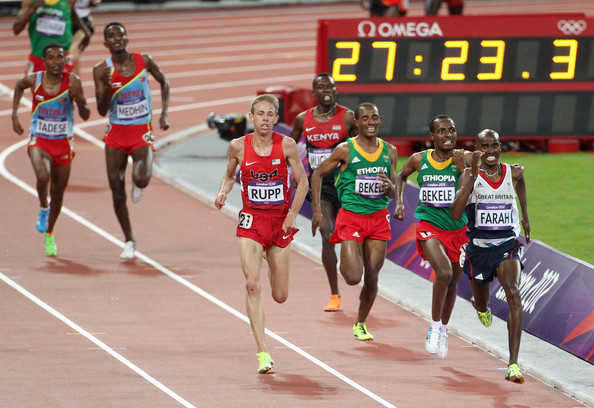 OMEGA
27:23.3
KENYA
ETHIOPIA
ETHIOPIA
TADESE
MEDHIN
USA
RUPP
BEKELE
BEKELE
FARAH
GREAT BRITAIN
London 2012